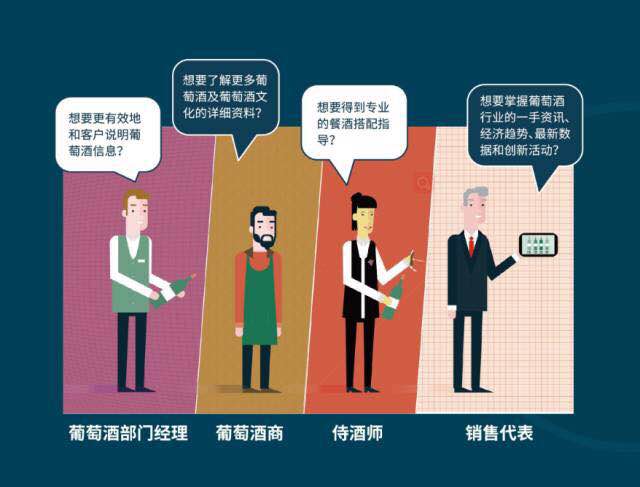 想要更有效地
和客户说明葡
萄酒信息？
想要了解更多葡
萄酒及葡萄酒文
化的详细资料？
想要得到专业
的餐酒搭配指
导？
想要掌握葡萄酒
行业的一手资讯、
经济趋势、最新数
据和创新活动？
葡萄酒部门经理
葡萄酒商
侍酒师
销售代表